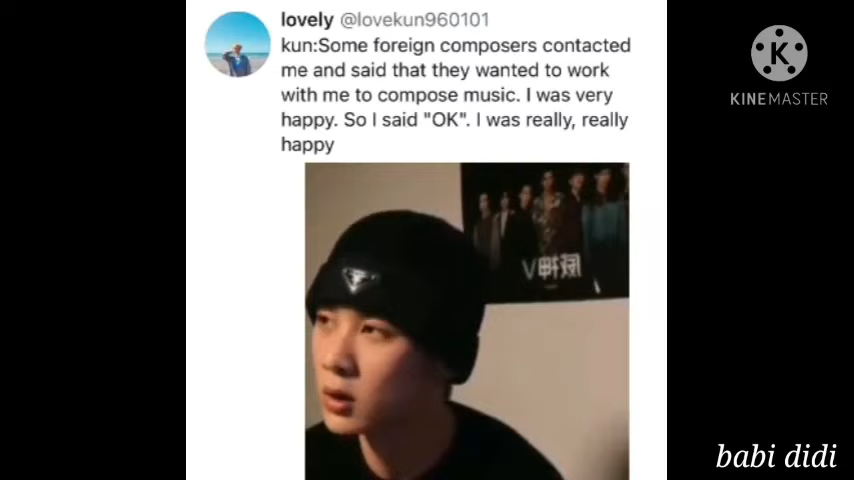 lovely @lovekun960101
kun:Some foreign composers contacted
me and said that they wanted to work
with me to compose music. I was very
happy. So I said "OK". I was really, really
happy
K
KINEMASTER
babi didi